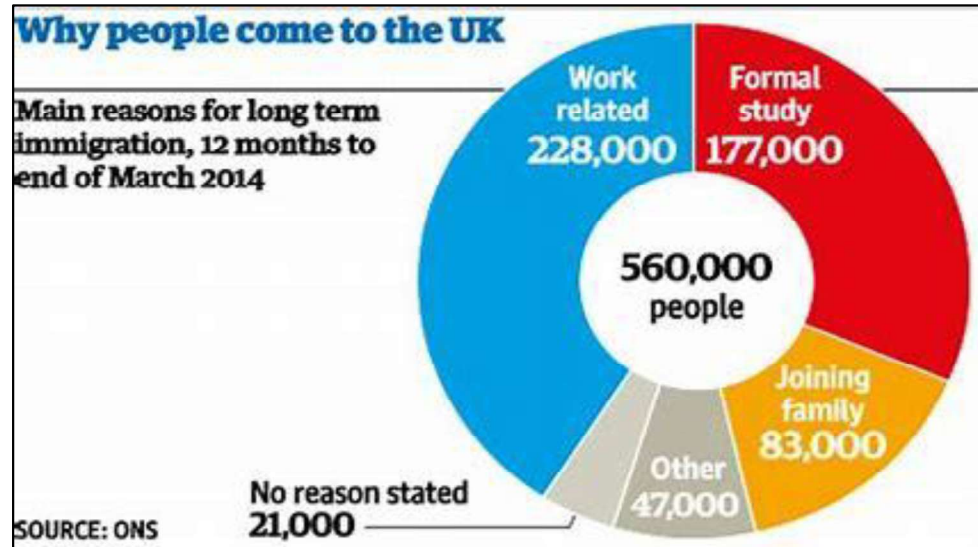 Why people come to the UK
Main reasons for long term
immigration, 12 months to
end of March 2014
Work
related
228,000
Formal
study
177,000
560,000
people
Joining
family
83,000
Other
47,000
No reason stated
21,000
SOURCE: ONS